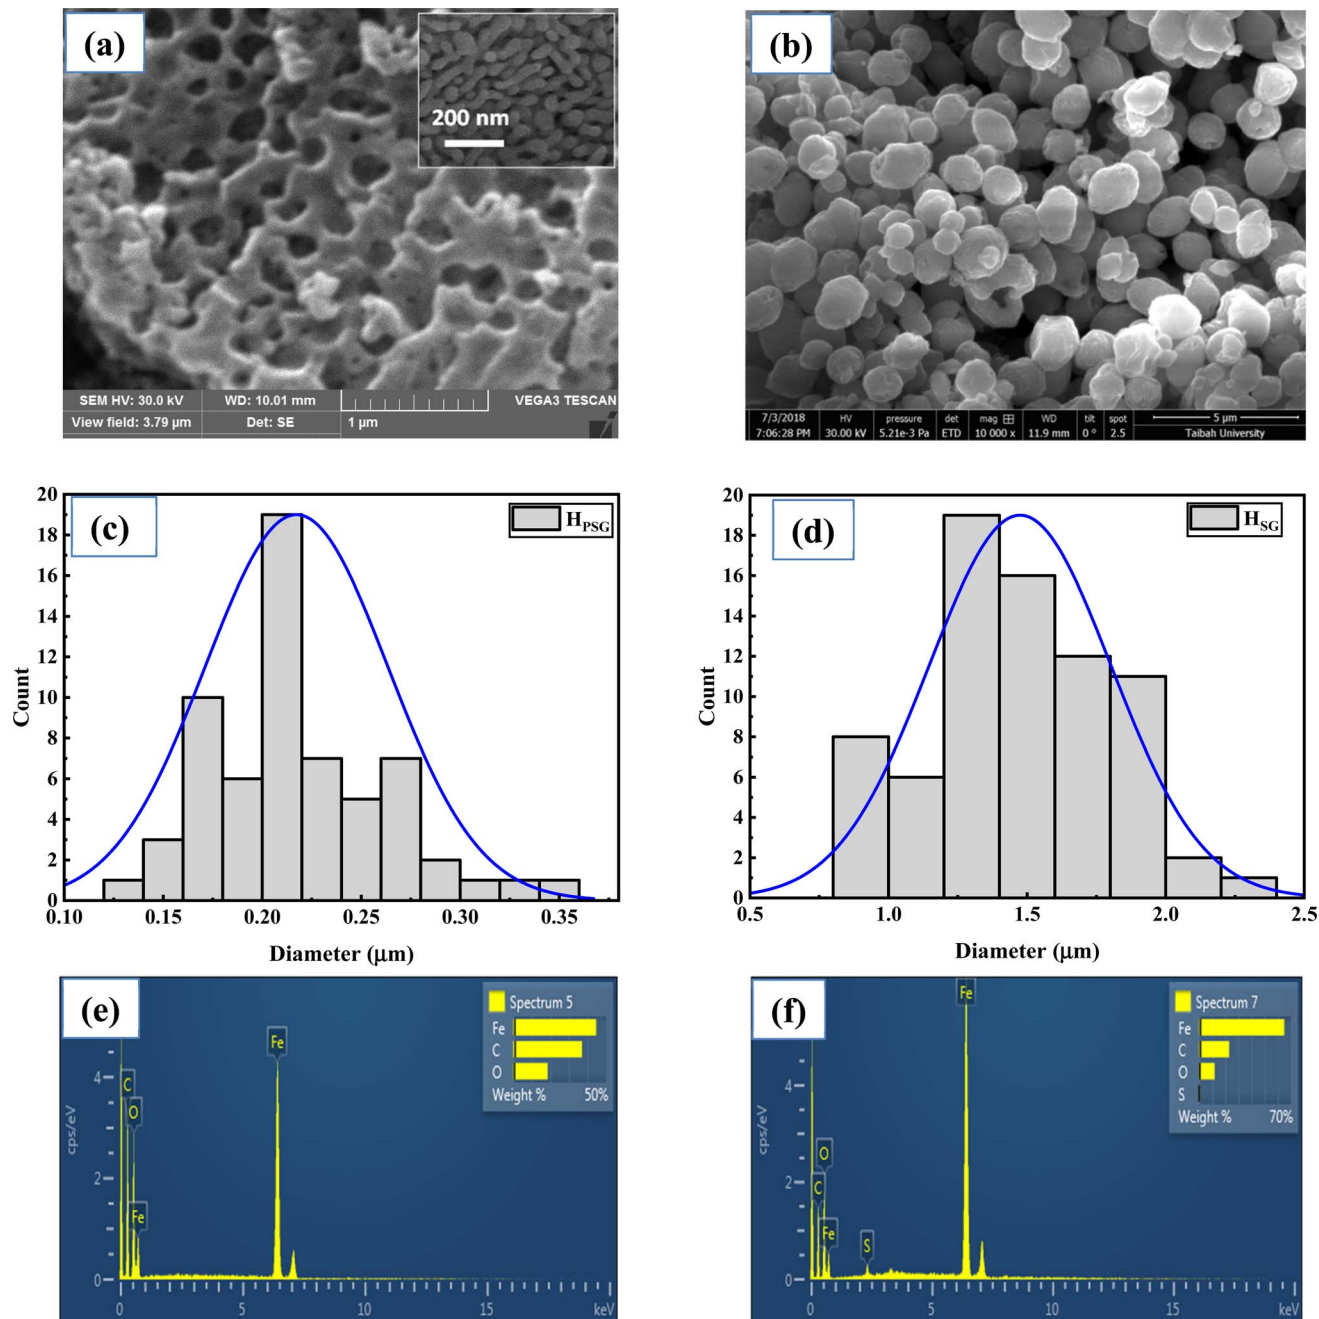 (a)
200 nm
SEM HV: 30.0 kV WD: 10.01 mm VEGA3 TESCAN
View field: 3.79 µm Det: SE 1 µm
(b)
7/3/2018 HV pressure det mag WD tilt spot 5 µm
7:06:28 PM 30.00 kV 5.21e-3 Pa ETD 10 000 x 11.9 mm 0 ° 2.5 Taibah University
(c)
H_PSG
20
18
16
14
12
10
8
6
4
2
0
Count
0.10 0.15 0.20 0.25 0.30 0.35
Diameter (µm)
(d)
H_SG
20
18
16
14
12
10
8
6
4
2
0
Count
0.5 1.0 1.5 2.0 2.5
Diameter (µm)
(e)
Spectrum 5
Fe
C
O
Weight % 50%
Fe
C
O
Fe
4
2
0
cps/eV
0 5 10 15 keV
(f)
Spectrum 7
Fe
C
O
S
Weight % 70%
Fe
O
C
Fe
S
4
2
0
cps/eV
0 5 10 15 keV